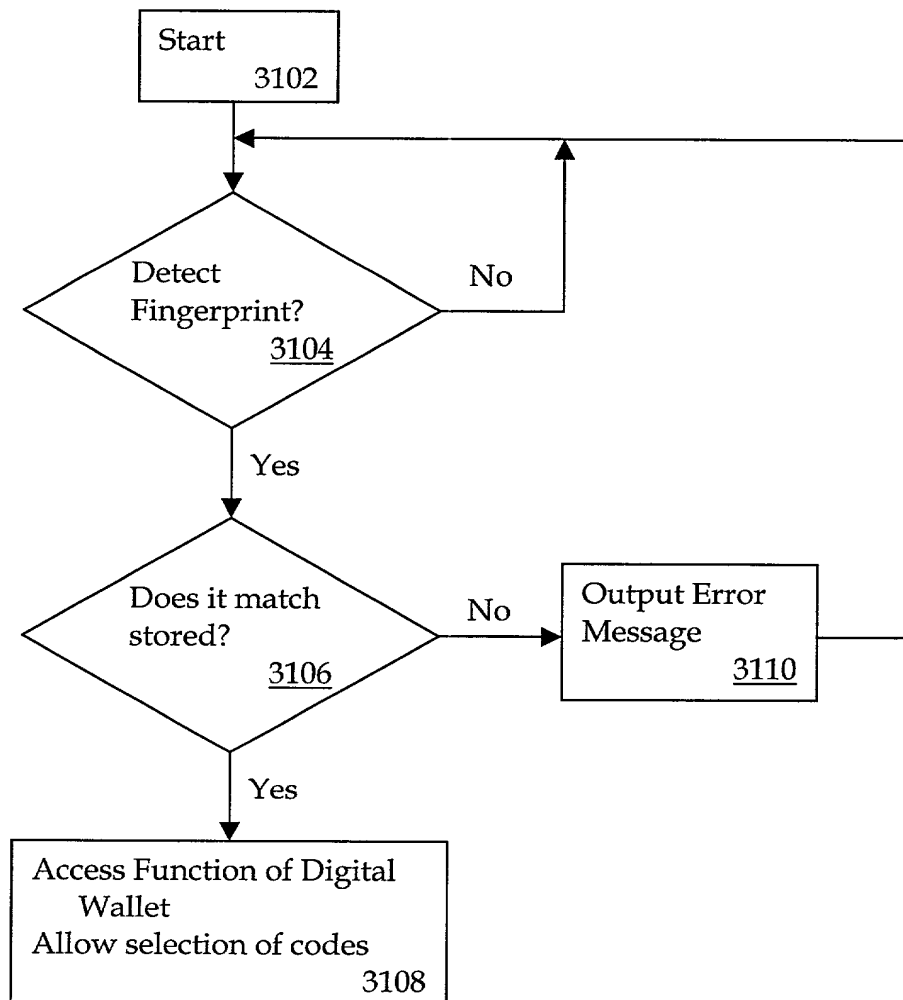 Start
3102
Detect
Fingerprint?
3104
No
Yes
Does it match
stored?
3106
No
Output Error
Message
3110
Yes
Access Function of Digital
Wallet
Allow selection of codes
3108